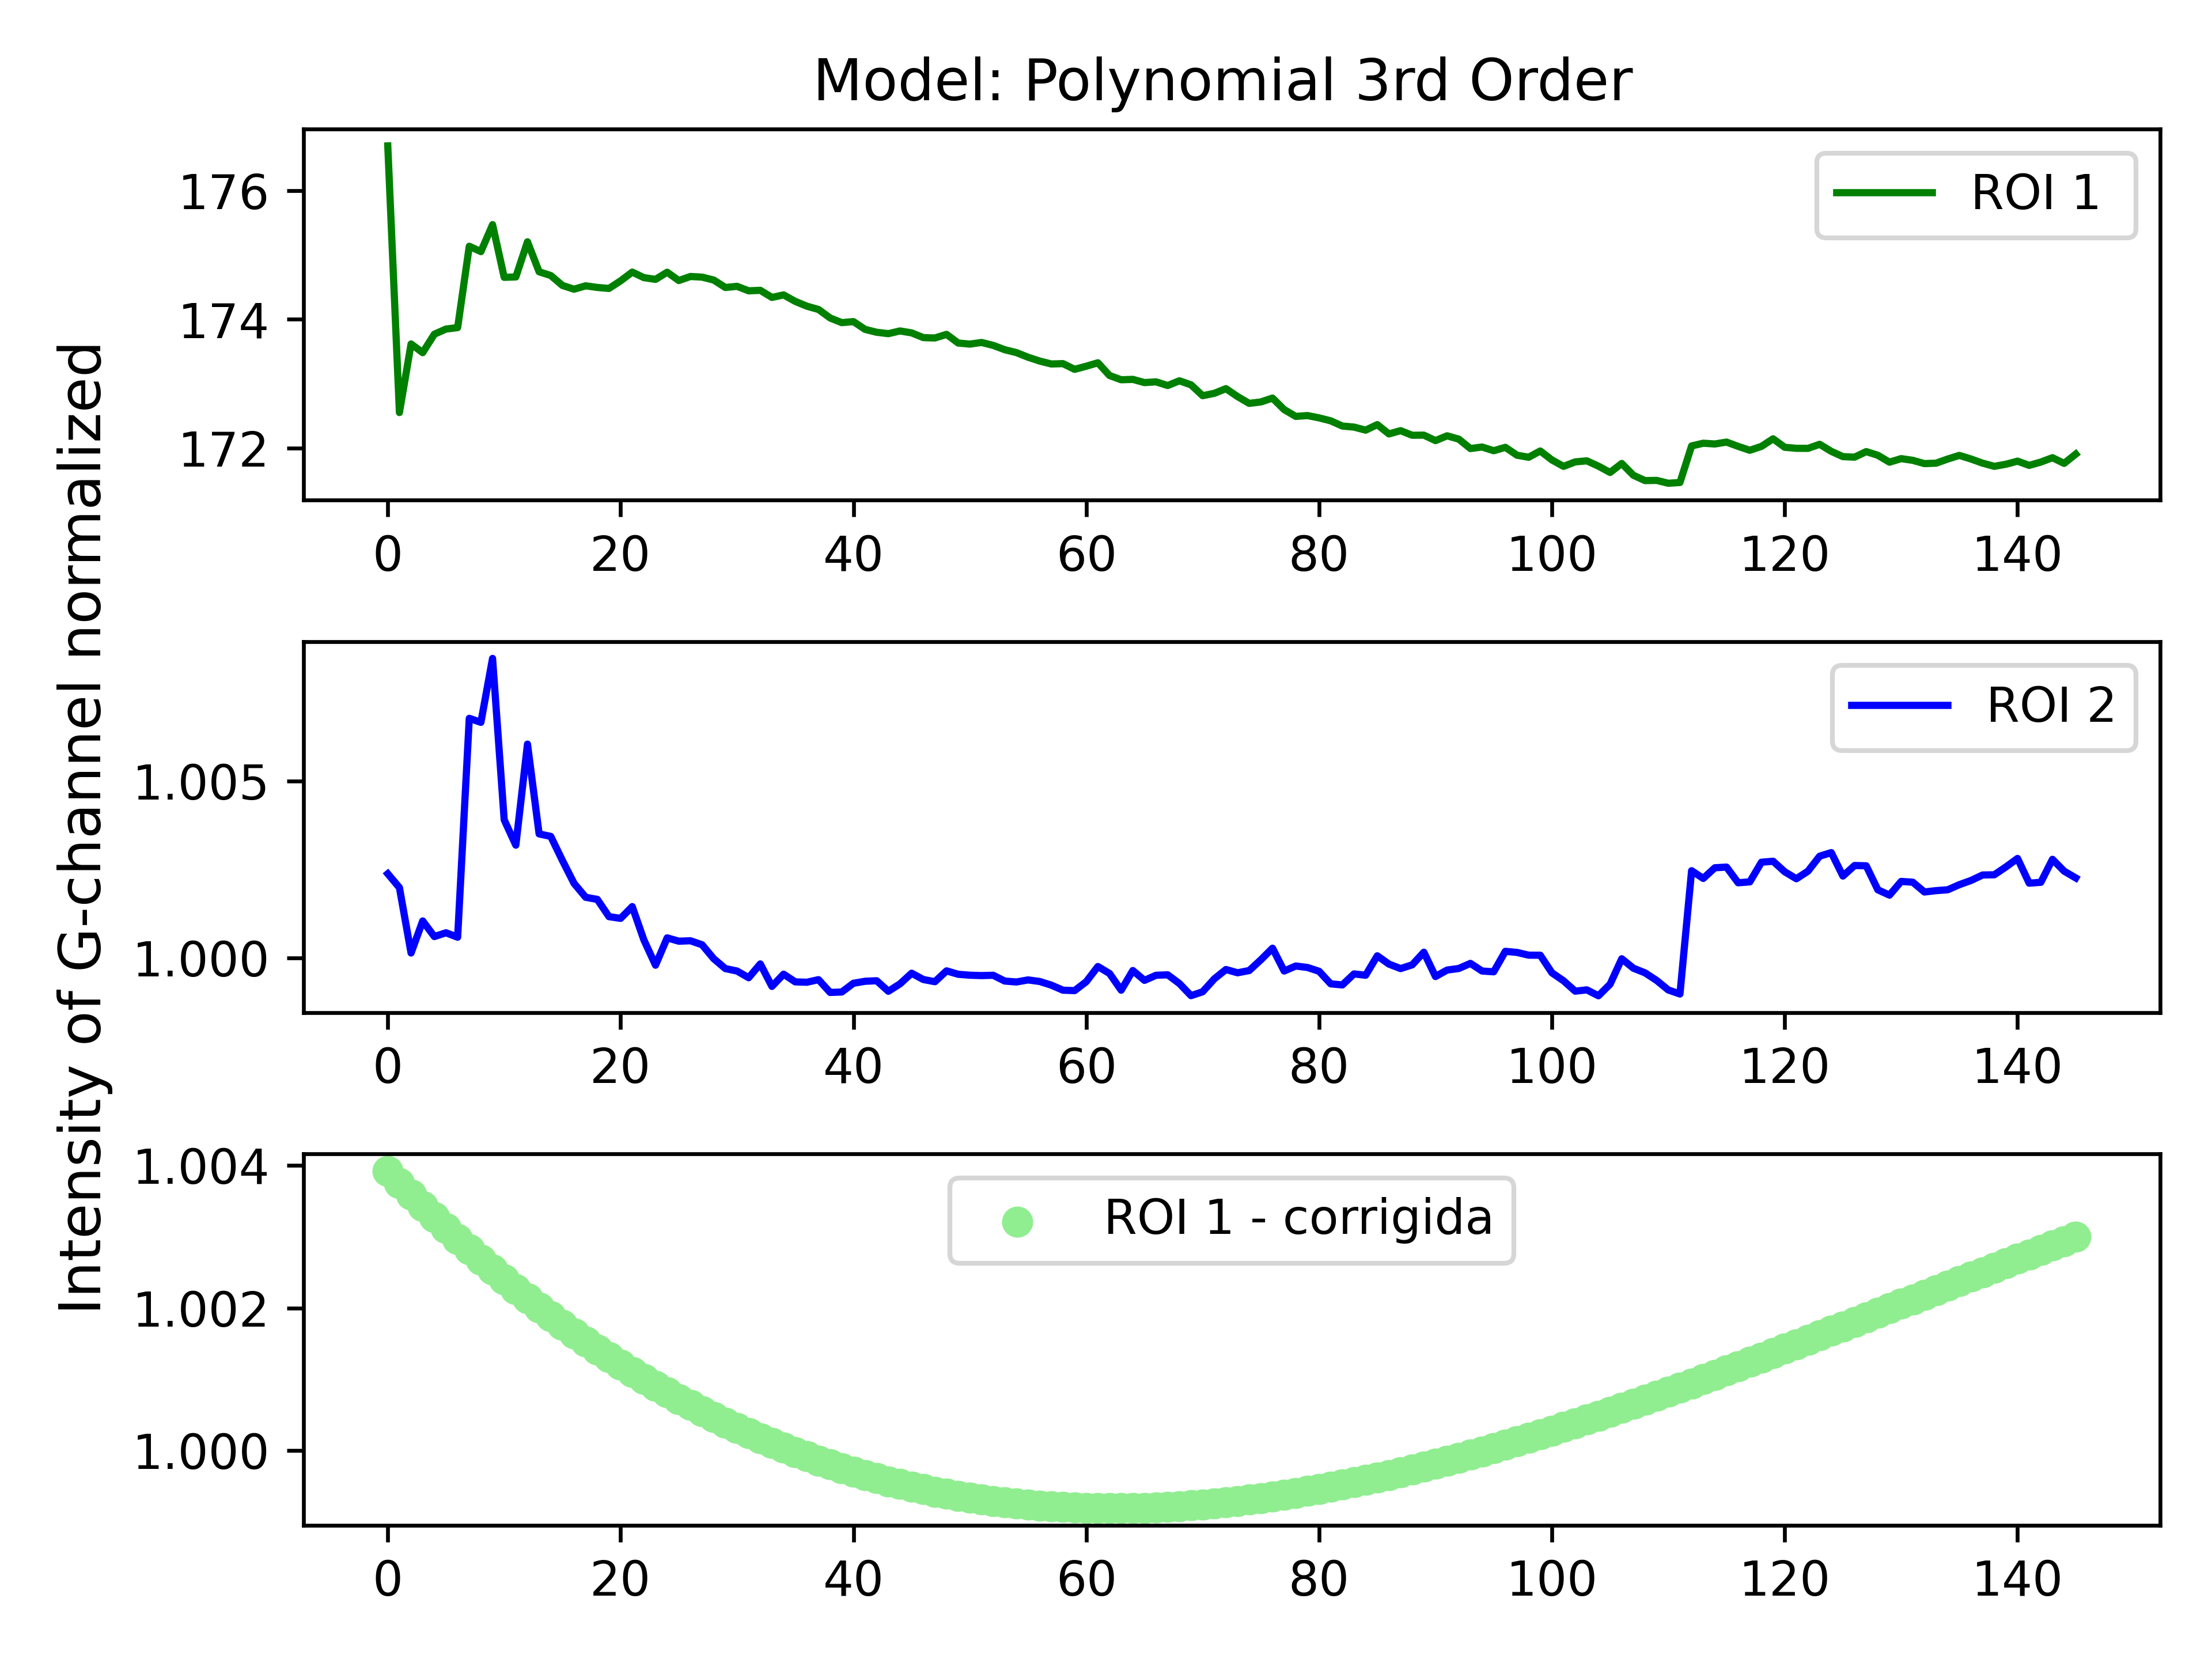 Model: Polynomial 3rd Order
Intensity of G-channel normalized
176
174
172
ROI 1
0 20 40 60 80 100 120 140
1.005
1.000
ROI 2
0 20 40 60 80 100 120 140
1.004
1.002
1.000
ROI 1 - corrigida
0 20 40 60 80 100 120 140